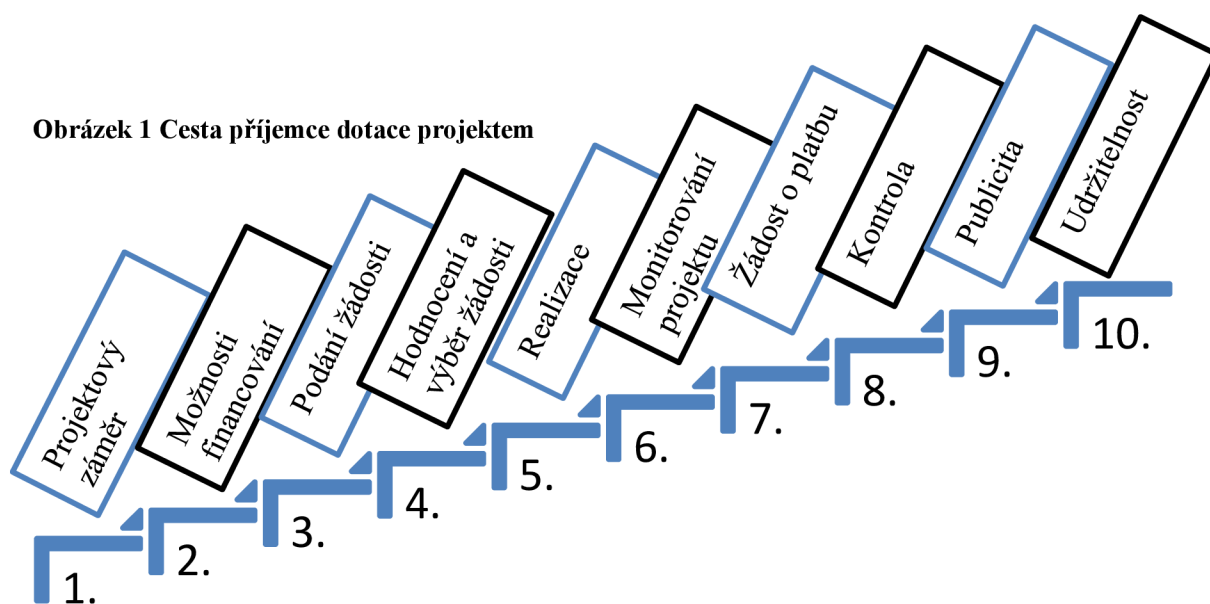 Obrázek 1 Cesta příjemce dotace projektem
Projektový
záměr
Možnosti
financování
Podání žádosti
Hodnocení a
výběr žádosti
Realizace
Monitorování
projektu
Žádost o platbu
Kontrola
Publicita
Udržitelnost
1.
2.
3.
4.
5.
6.
7.
8.
9.
10.